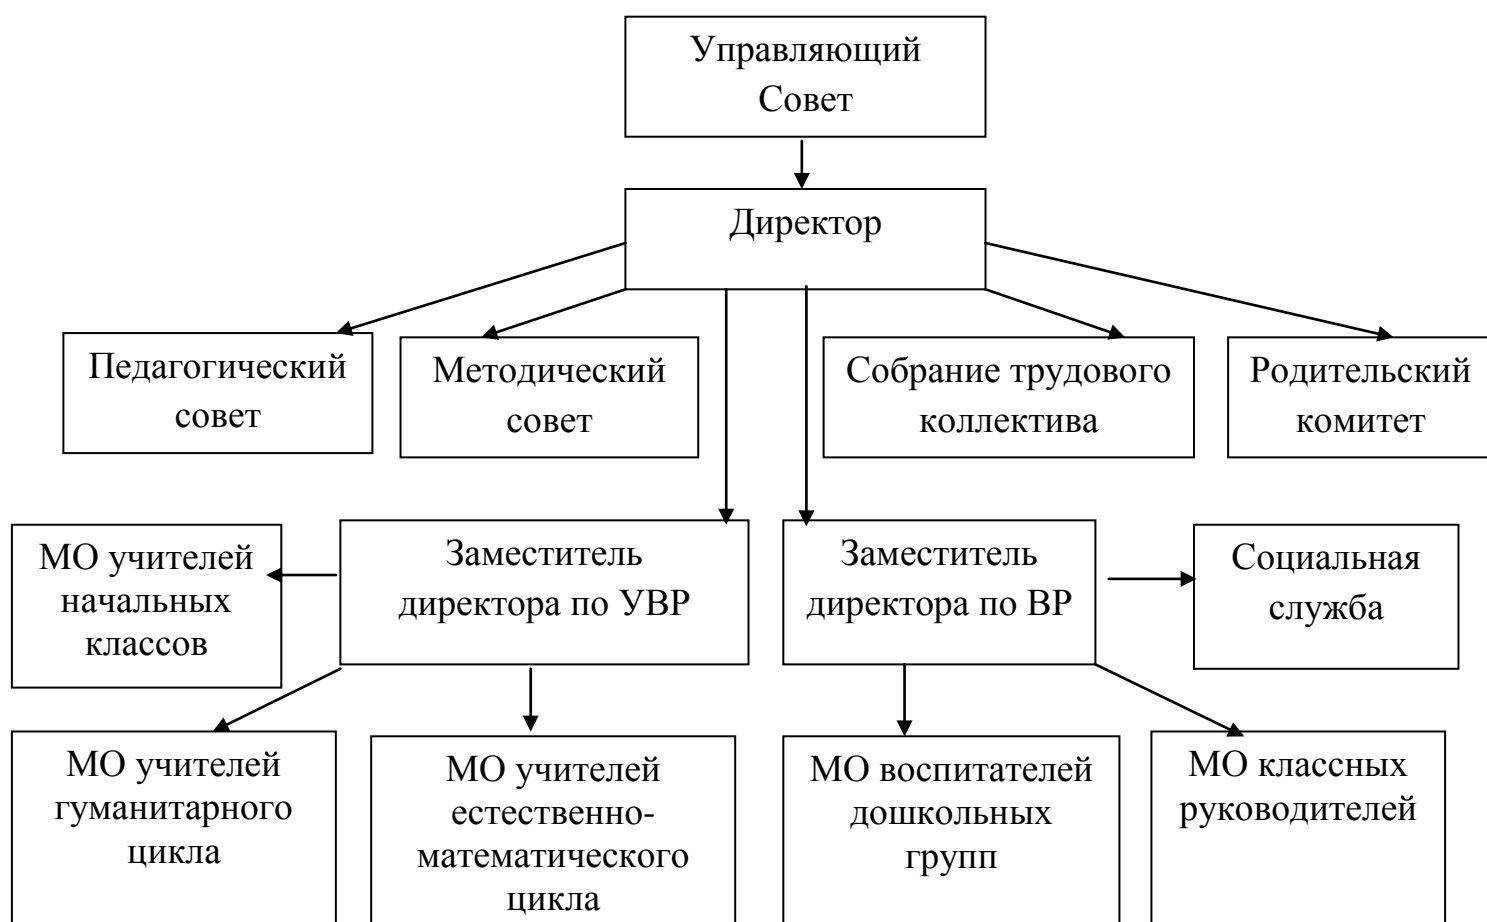 Управляющий
Совет
Директор
Педагогический
совет
Методический
совет
Собрание трудового
коллектива
Родительский
комитет
МО учителей
начальных
классов
Заместитель
директора по УВР
Заместитель
директора по ВР
Социальная
служба
МО учителей
гуманитарного
цикла
МО учителей
естественно-
математического
цикла
МО воспитателей
дошкольных
групп
МО классных
руководителей